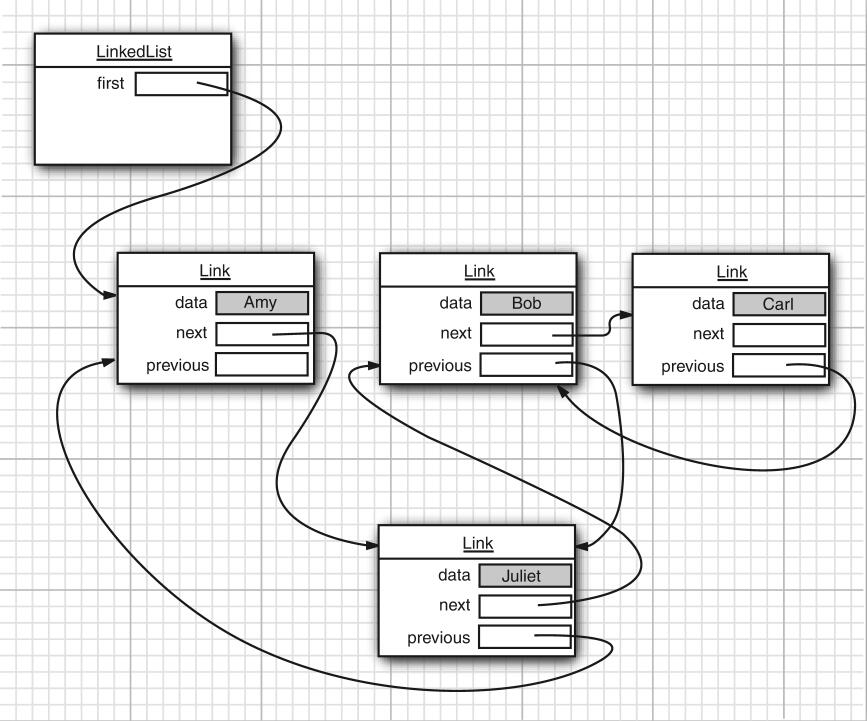 LinkedList
first
Link
data Amy
next
previous
Link
data Bob
next
previous
Link
data Carl
next
previous
Link
data Juliet
next
previous